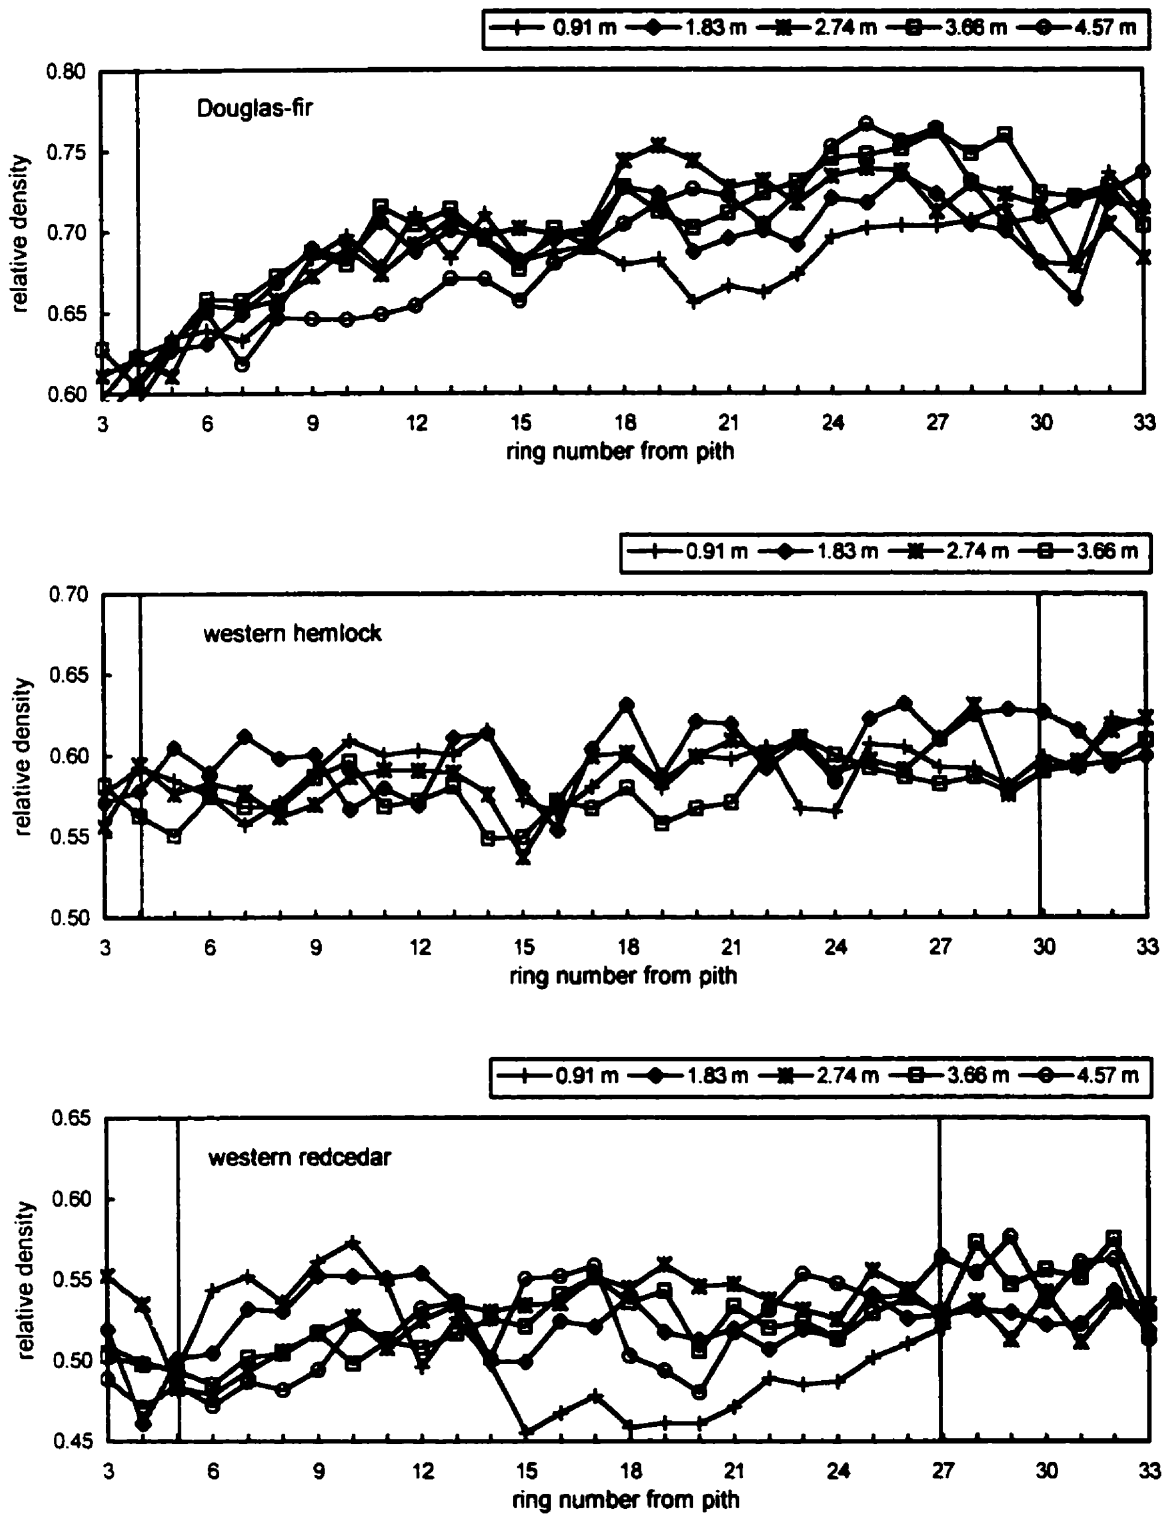 0.91 m 1.83 m 2.74 m 3.66 m 4.57 m
0.80
Douglas-fir
0.75
0.70
0.65
0.60
relative density
3 6 9 12 15 18 21 24 27 30 33
ring number from pith
0.91 m 1.83 m 2.74 m 3.66 m
0.70
western hemlock
0.65
0.60
0.55
0.50
relative density
3 6 9 12 15 18 21 24 27 30 33
ring number from pith
0.91 m 1.83 m 2.74 m 3.66 m 4.57 m
0.65
western redcedar
0.60
0.55
0.50
0.45
relative density
3 6 9 12 15 18 21 24 27 30 33
ring number from pith